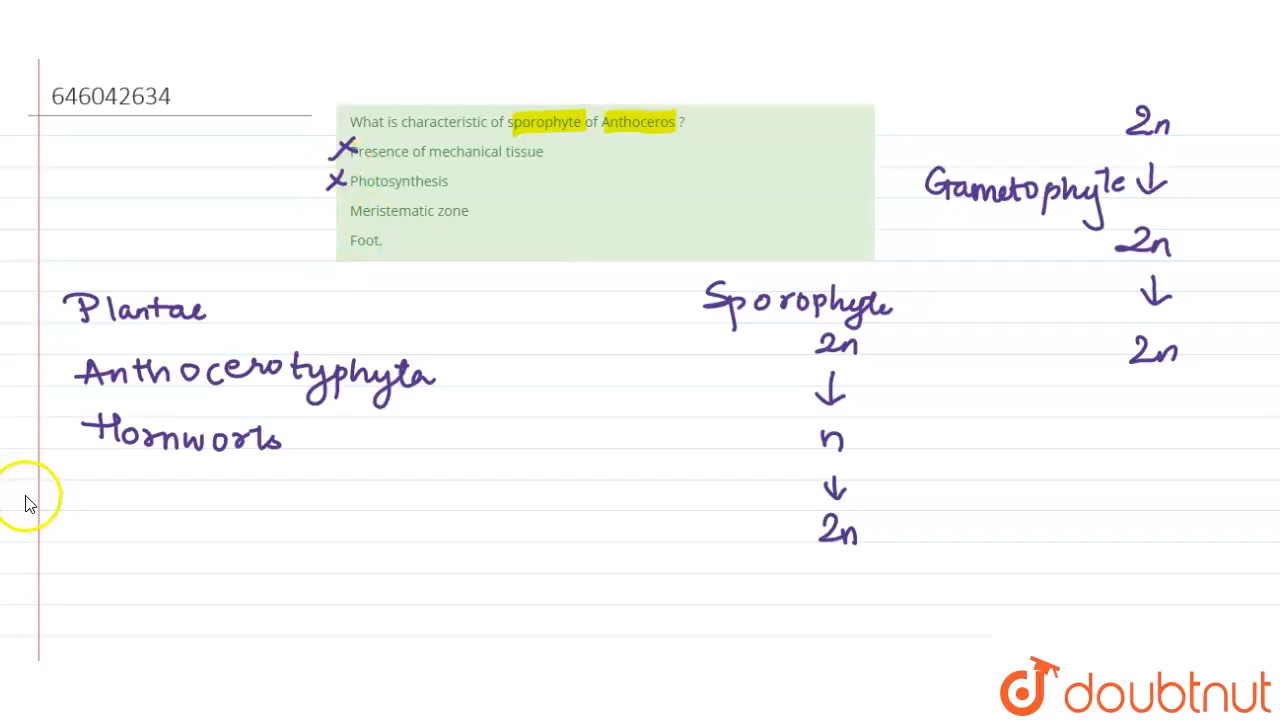 646042634
What is characteristic of sporophyte of Anthoceros ?
Presence of mechanical tissue
Photosynthesis
Meristematic zone
Foot.
2n
Gametophyte ↓
2n
↓
2n
Plantae
Anthocerotyphyta
Hornworts
Sporophyte
2n
↓
n
↓
2n
doubtnut